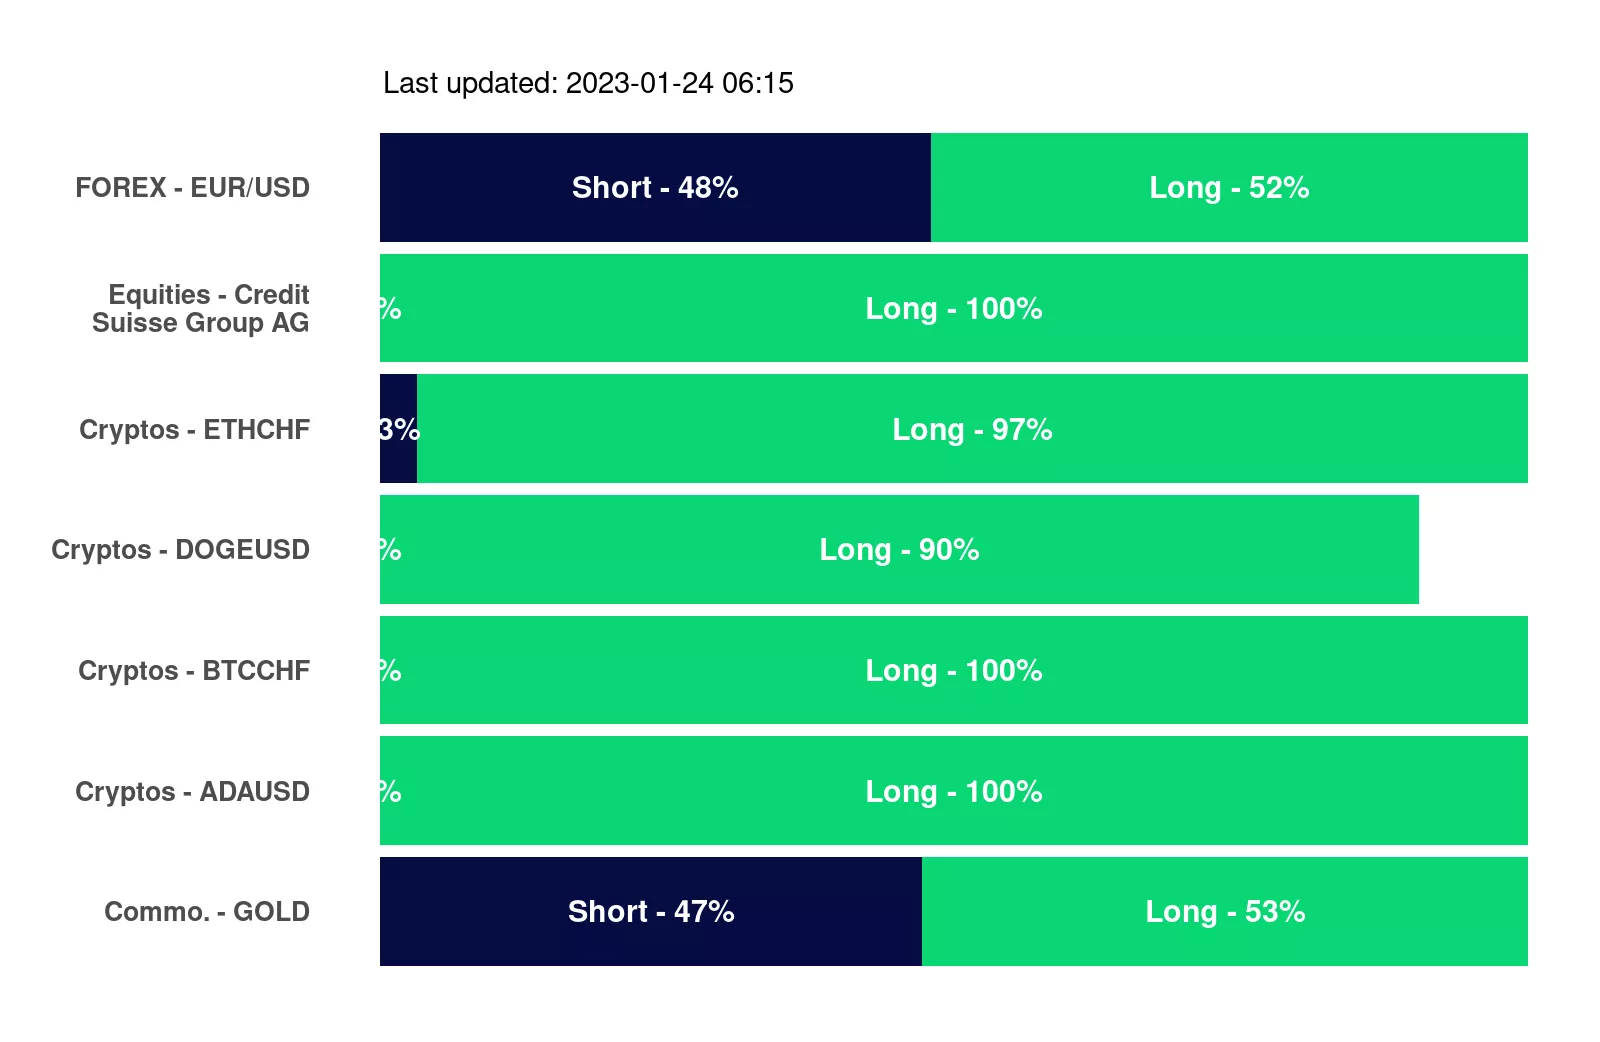 Last updated: 2023-01-24 06:15
FOREX - EUR/USD
Short - 48%
Long - 52%
Equities - Credit
Suisse Group AG
%
Long - 100%
Cryptos - ETHCHF
3%
Long - 97%
Cryptos - DOGEUSD
%
Long - 90%
Cryptos - BTCCHF
%
Long - 100%
Cryptos - ADAUSD
%
Long - 100%
Commo. - GOLD
Short - 47%
Long - 53%